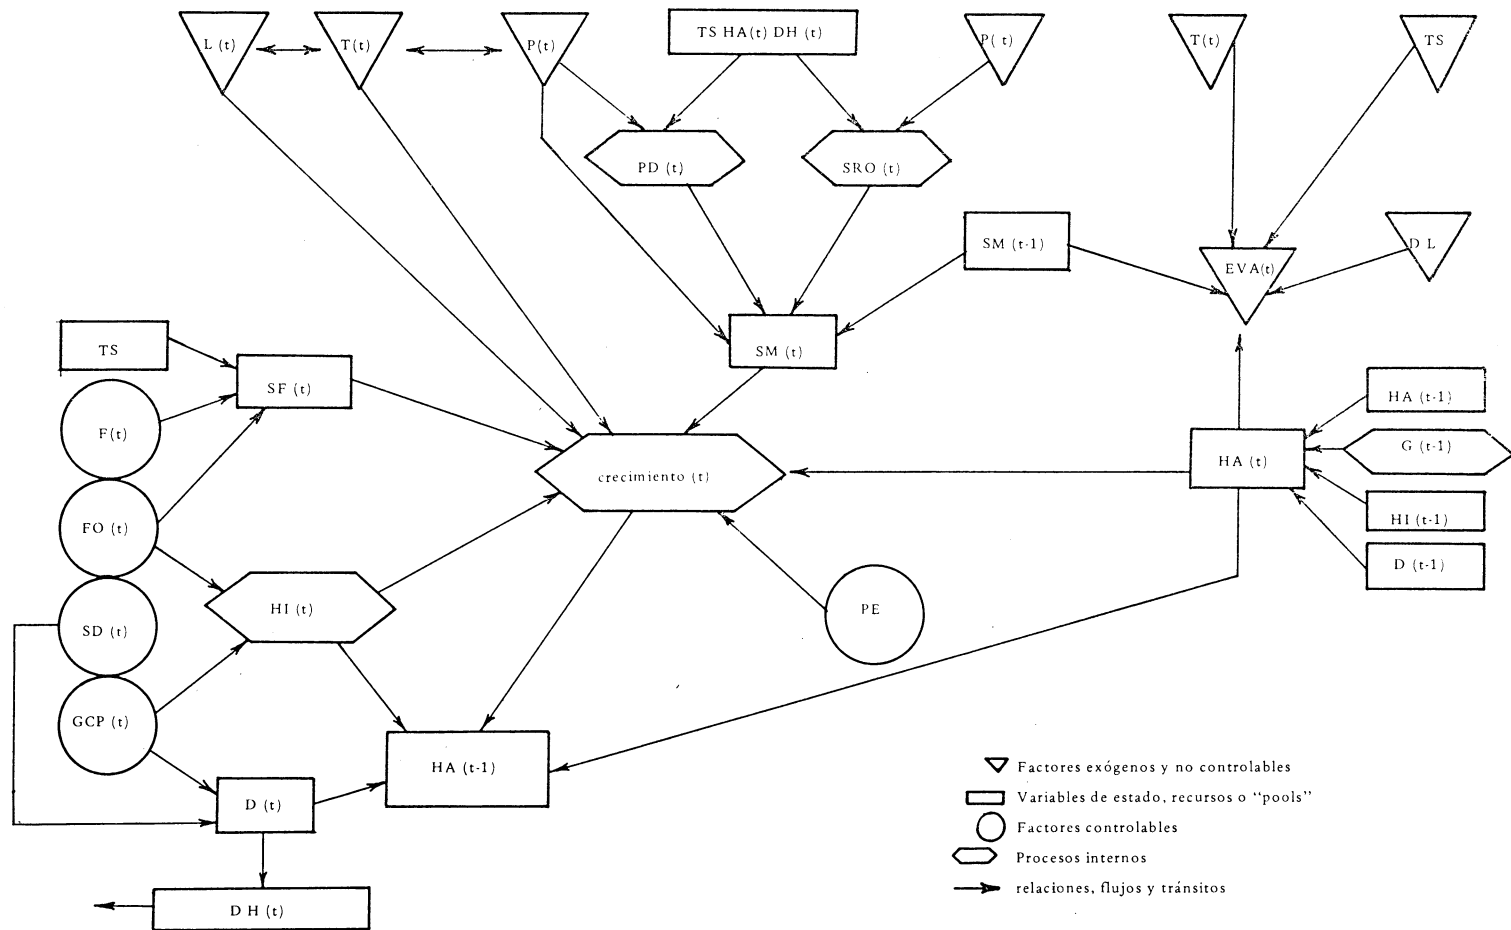 L (t)
T(t)
P(t)
TS HA(t) DH (t)
P( t)
T(t)
TS
PD (t)
SRO (t)
SM (t-1)
EVA(t)
D L
TS
SF (t)
SM (t)
F(t)
HA (t-1)
G (t-1)
HA (t)
crecimiento (t)
FO (t)
HI (t-1)
D (t-1)
HI (t)
PE
SD (t)
GCP (t)
HA (t-1)
D (t)
DH (t)
Factores exógenos y no controlables
Variables de estado, recursos o “pools”
Factores controlables
Procesos internos
relaciones, flujos y tránsitos